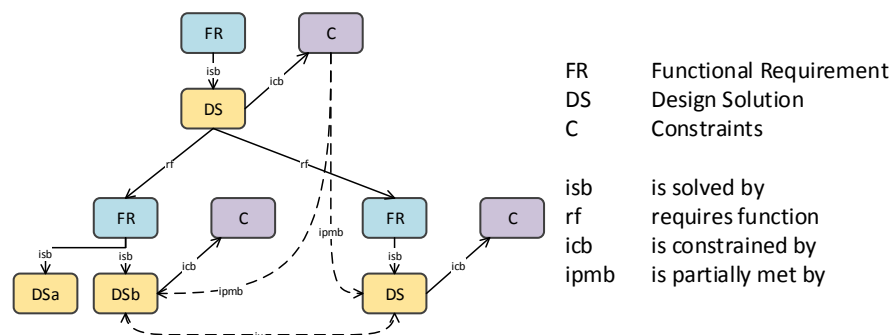 FR
C
isb
icb
DS
rf
rf
FR
C
FR
C
isb
isb
icb
ipmb
isb
icb
DSa
DSb
ipmb
DS
FR Functional Requirement
DS Design Solution
C Constraints
isb is solved by
rf requires function
icb is constrained by
ipmb is partially met by